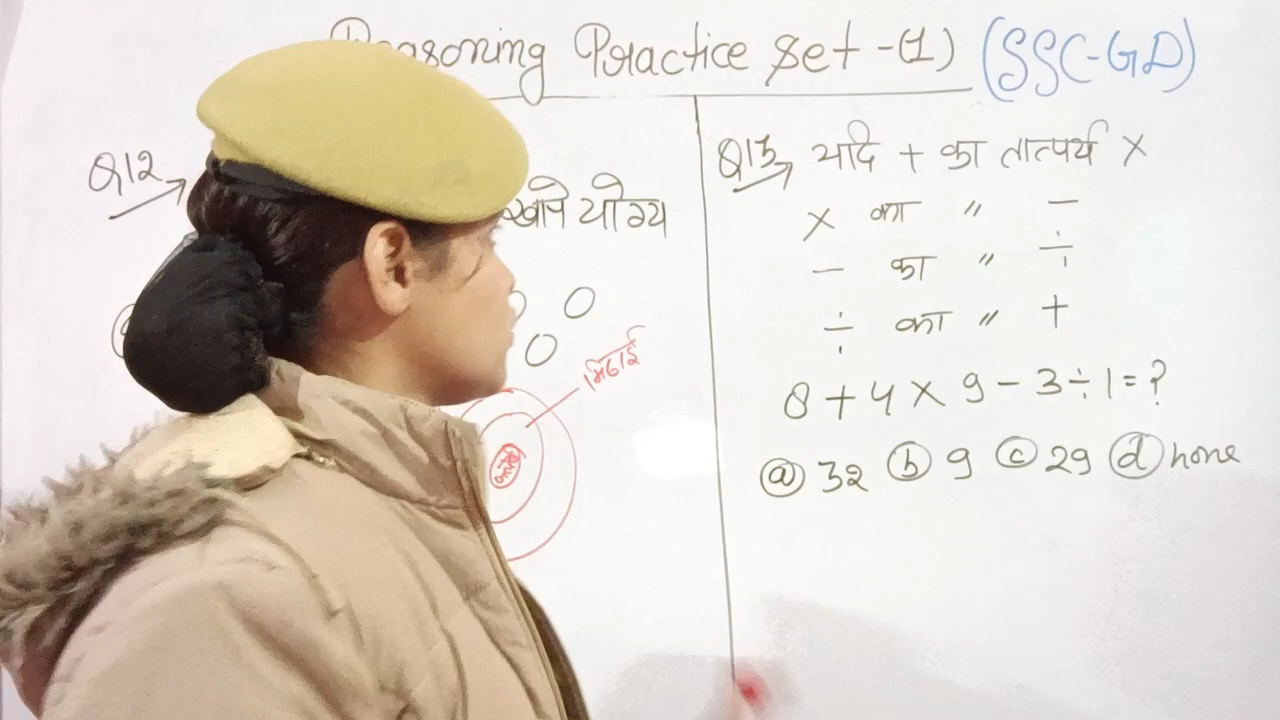 Reasoning Practice Set -(1) (SSC-GD)
Q12
खाने योग्य
मिठाई
Q13 यदि + का तात्पर्य ×
× का " −
− का " ÷
÷ का " +
8 + 4 × 9 − 3 ÷ 1 = ?
(a) 32 (b) 9 (c) 29 (d) none